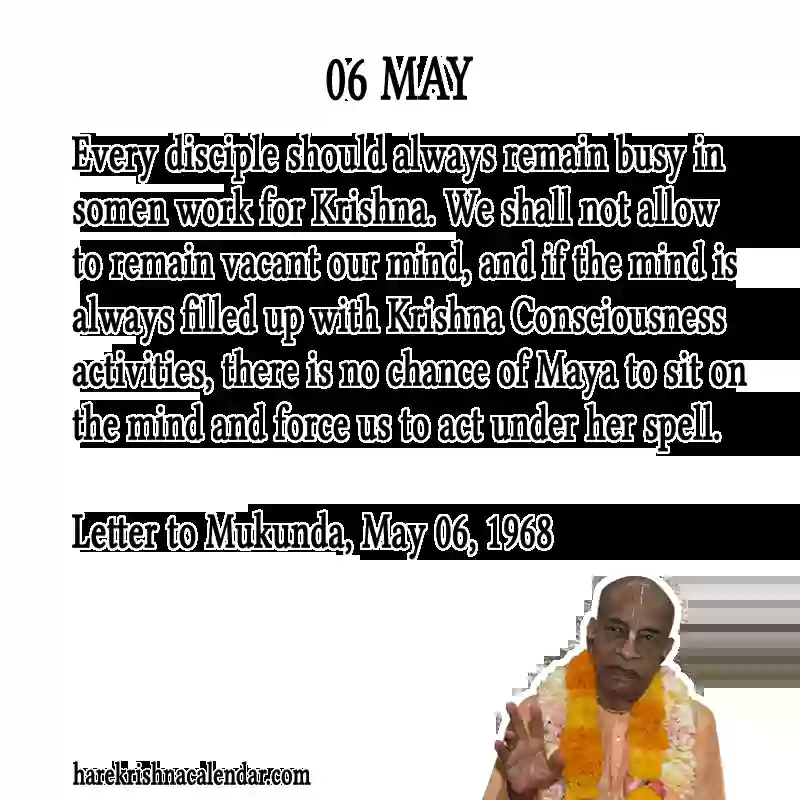 06 MAY
Every disciple should always remain busy in
somen work for Krishna. We shall not allow
to remain vacant our mind, and if the mind is
always filled up with Krishna Consciousness
activities, there is no chance of Maya to sit on
the mind and force us to act under her spell.
Letter to Mukunda, May 06, 1968
harekrishnacalendar.com